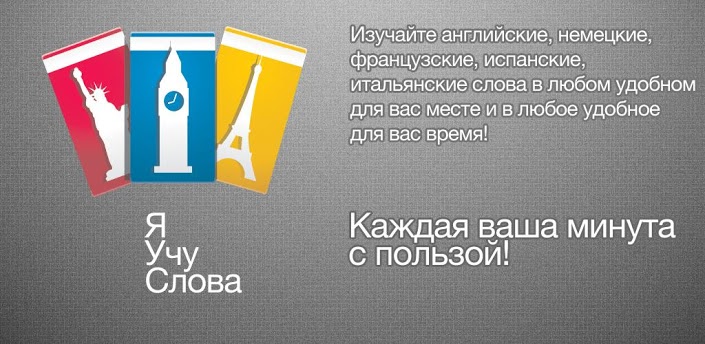 Изучайте английские, немецкие,
французские, испанские,
итальянские слова в любом удобном
для вас месте и в любое удобное
для вас время!
Я
Учу
Слова
Каждая ваша минута
с пользой!